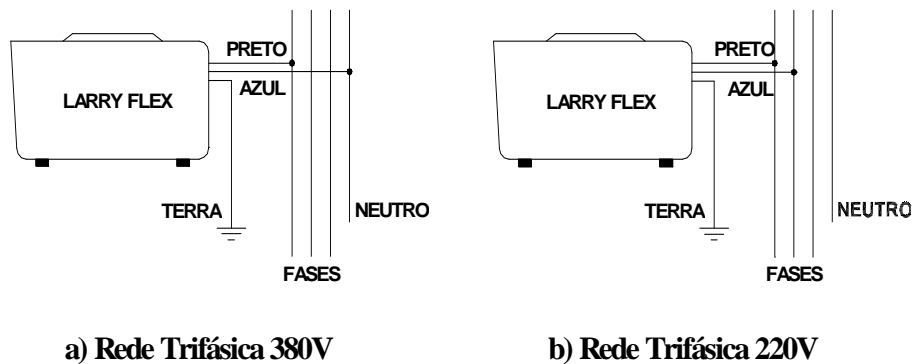 PRETO
AZUL
LARRY FLEX
TERRA
NEUTRO
FASES
a) Rede Trifásica 380V
PRETO
AZUL
LARRY FLEX
TERRA
NEUTRO
FASES
b) Rede Trifásica 220V